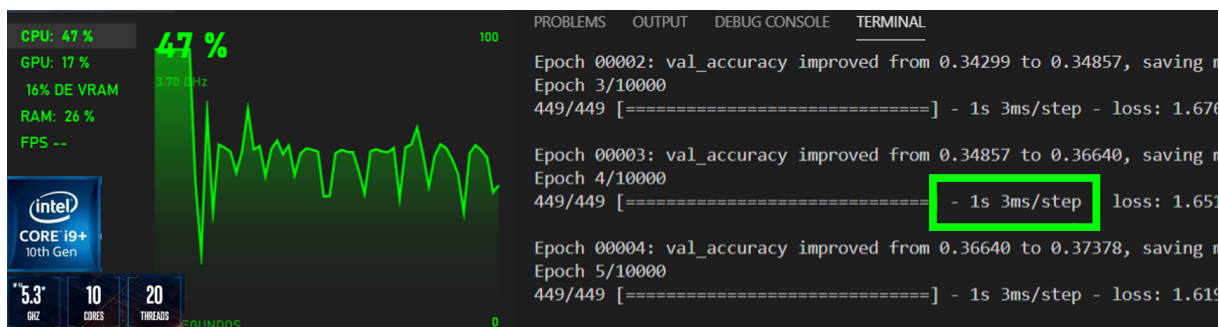 CPU: 47 %
GPU: 17 %
16% DE VRAM
RAM: 26 %
FPS --
47 %
100
3.70 GHz
intel
CORE i9+
10th Gen
5.3*
GHZ
10
CORES
20
THREADS
0
PROBLEMS OUTPUT DEBUG CONSOLE TERMINAL
Epoch 00002: val_accuracy improved from 0.34299 to 0.34857, saving
Epoch 3/10000
449/449 [==============================] - 1s 3ms/step - loss: 1.676
Epoch 00003: val_accuracy improved from 0.34857 to 0.36640, saving
Epoch 4/10000
449/449 [============================== - 1s 3ms/step loss: 1.651
Epoch 00004: val_accuracy improved from 0.36640 to 0.37378, saving
Epoch 5/10000
449/449 [==============================] - 1s 3ms/step - loss: 1.619